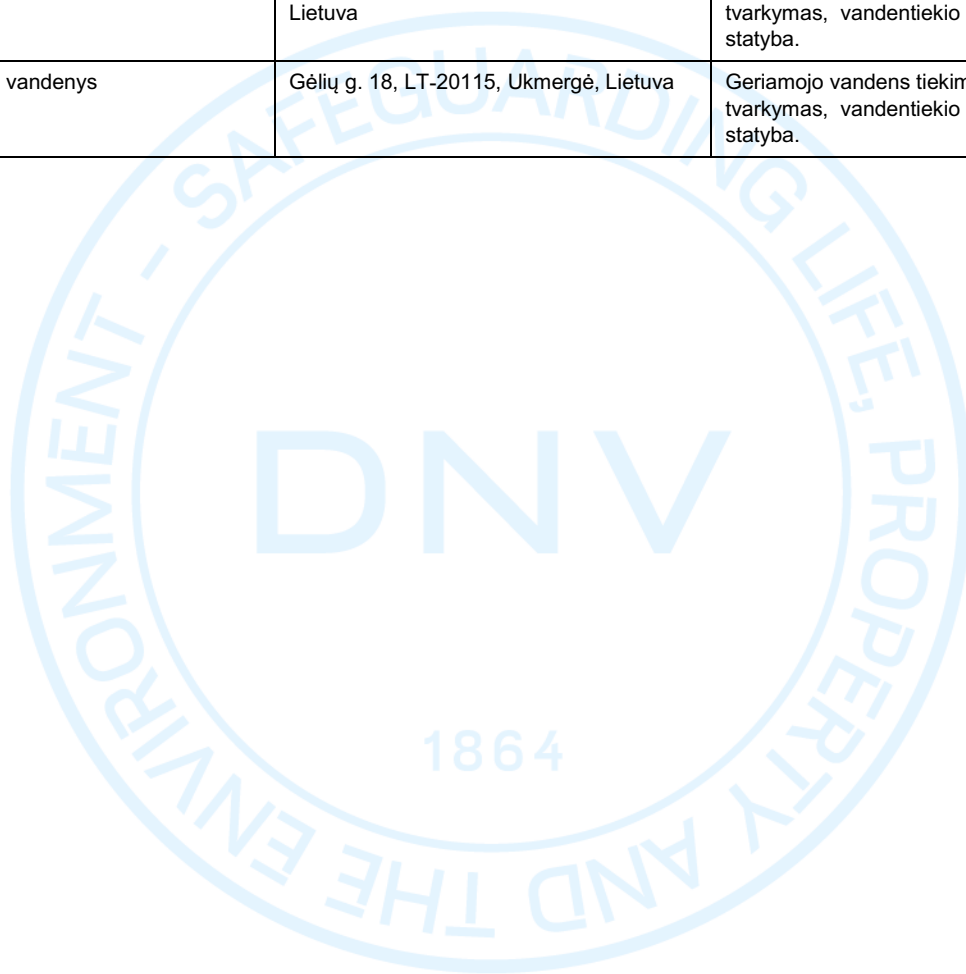 Lietuva
tvarkymas, vandentiekio
statyba.
vandenys
Gėlių g. 18, LT-20115, Ukmergė, Lietuva
Geriamojo vandens
tvarkymas, vandentiekio
statyba.
SAFEGUARDING LIFE, PROPERTY AND THE ENVIRONMENT -
DNV
1864